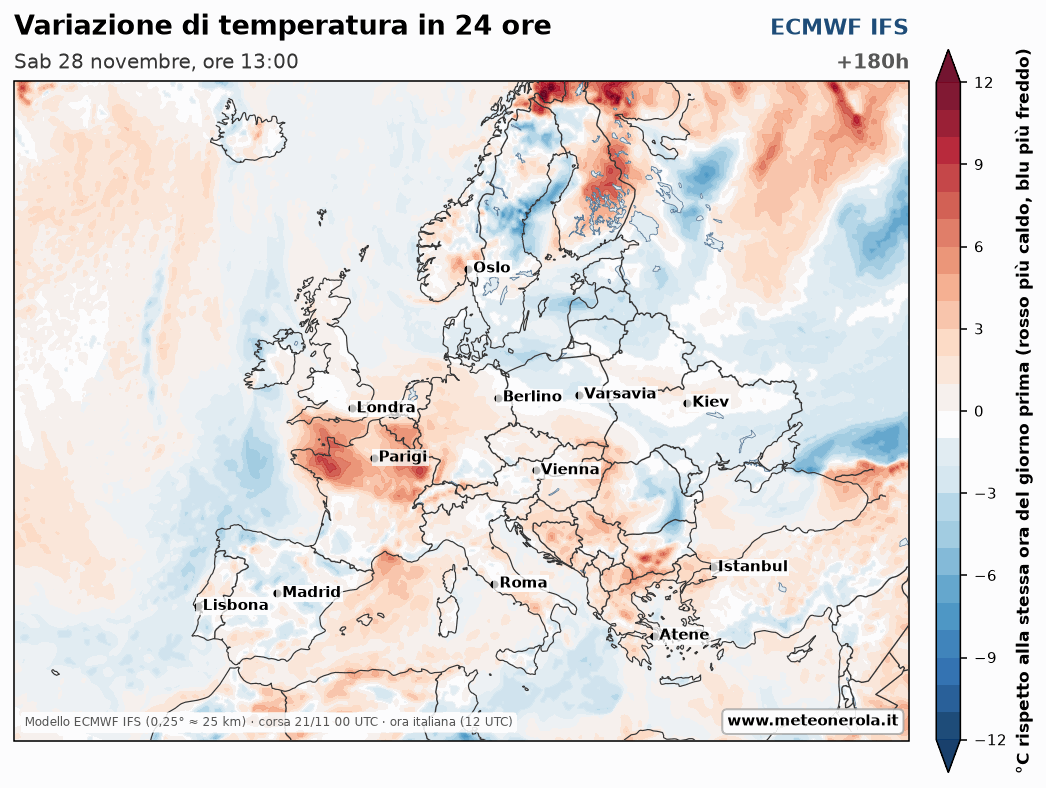 Variazione di temperatura in 24 ore
ECMWF IFS
Sab 28 novembre, ore 13:00
+180h
Oslo
Londra
Berlino
Varsavia
Kiev
Parigi
Vienna
Madrid
Lisbona
Roma
Istanbul
Atene
Modello ECMWF IFS (0,25° ≈ 25 km) · corsa 21/11 00 UTC · ora italiana (12 UTC)
www.meteonerola.it
12
9
6
3
0
−3
−6
−9
−12
°C rispetto alla stessa ora del giorno prima (rosso più caldo, blu più freddo)